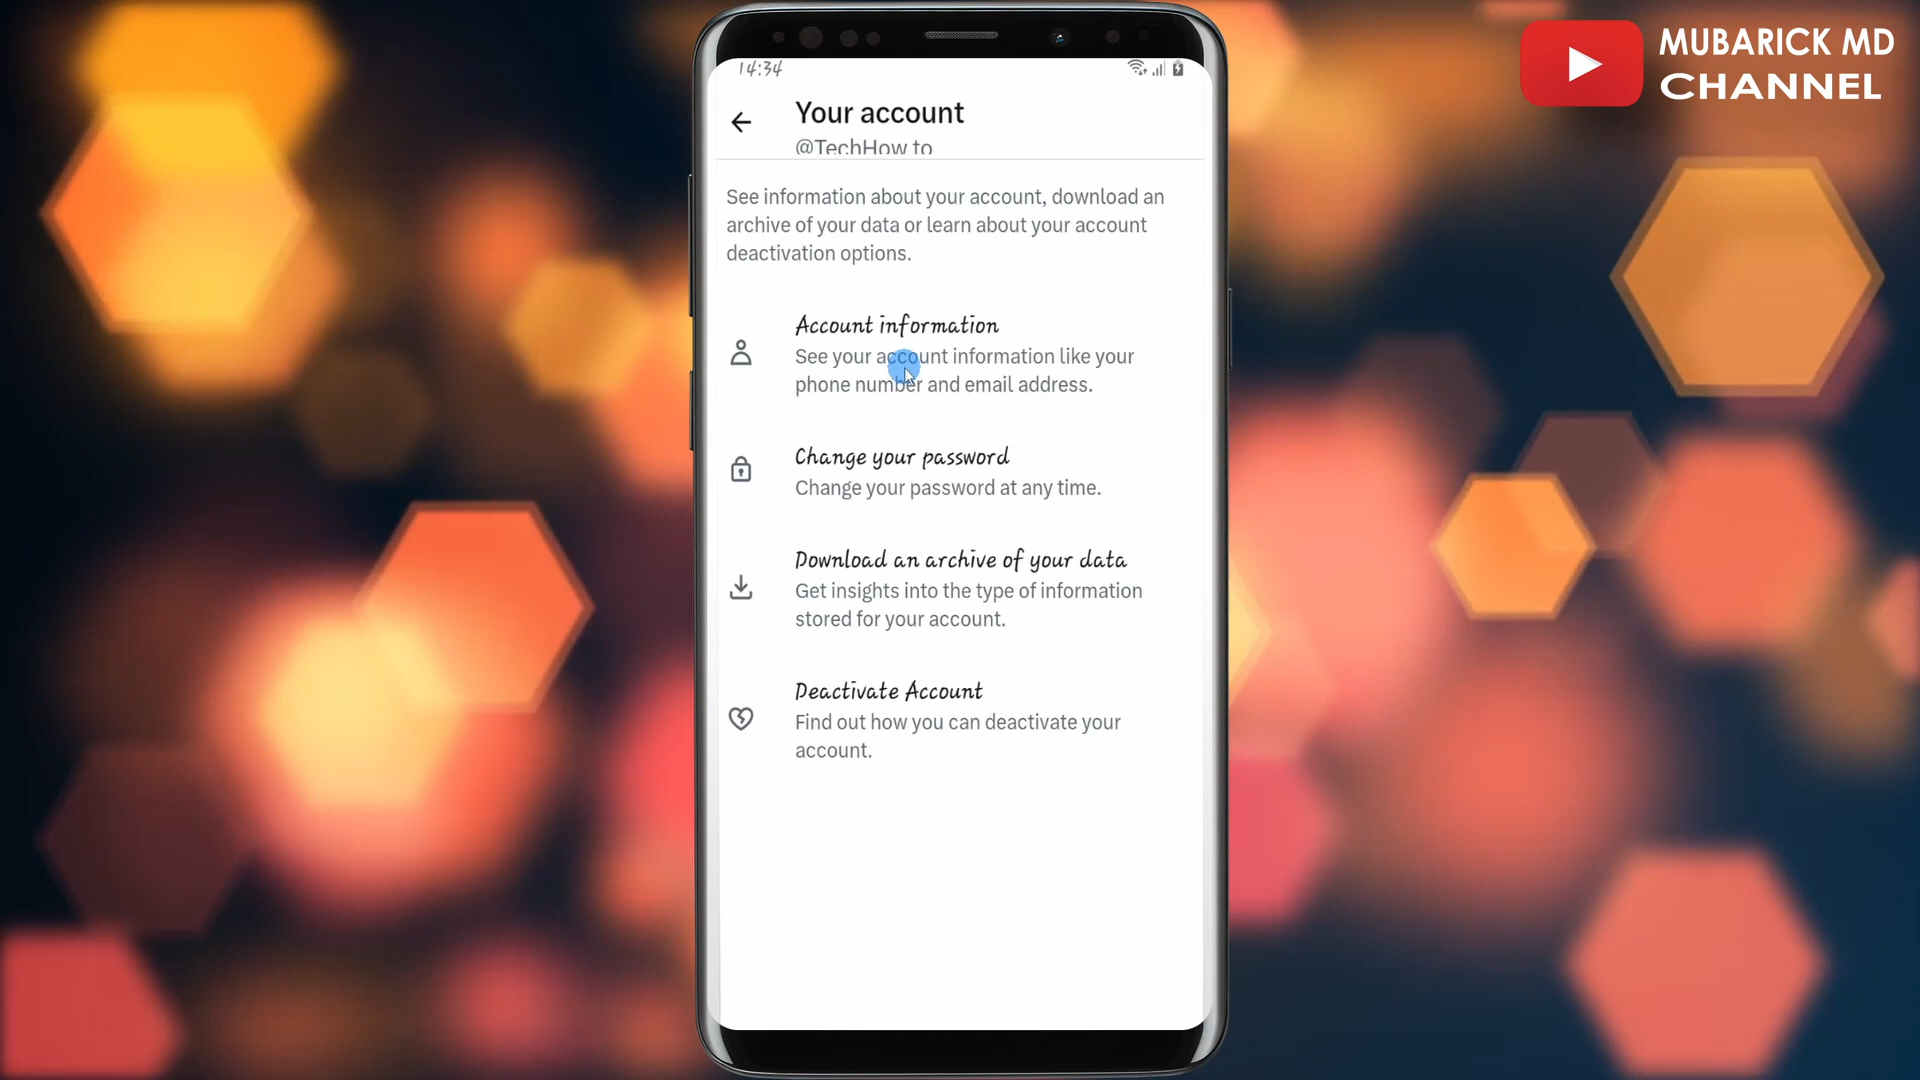 MUBARICK MD
CHANNEL
14:34
Your account
@TechHow to
See information about your account, download an
archive of your data or learn about your account
deactivation options.
Account information
See your account information like your
phone number and email address.
Change your password
Change your password at any time.
Download an archive of your data
Get insights into the type of information
stored for your account.
Deactivate Account
Find out how you can deactivate your
account.